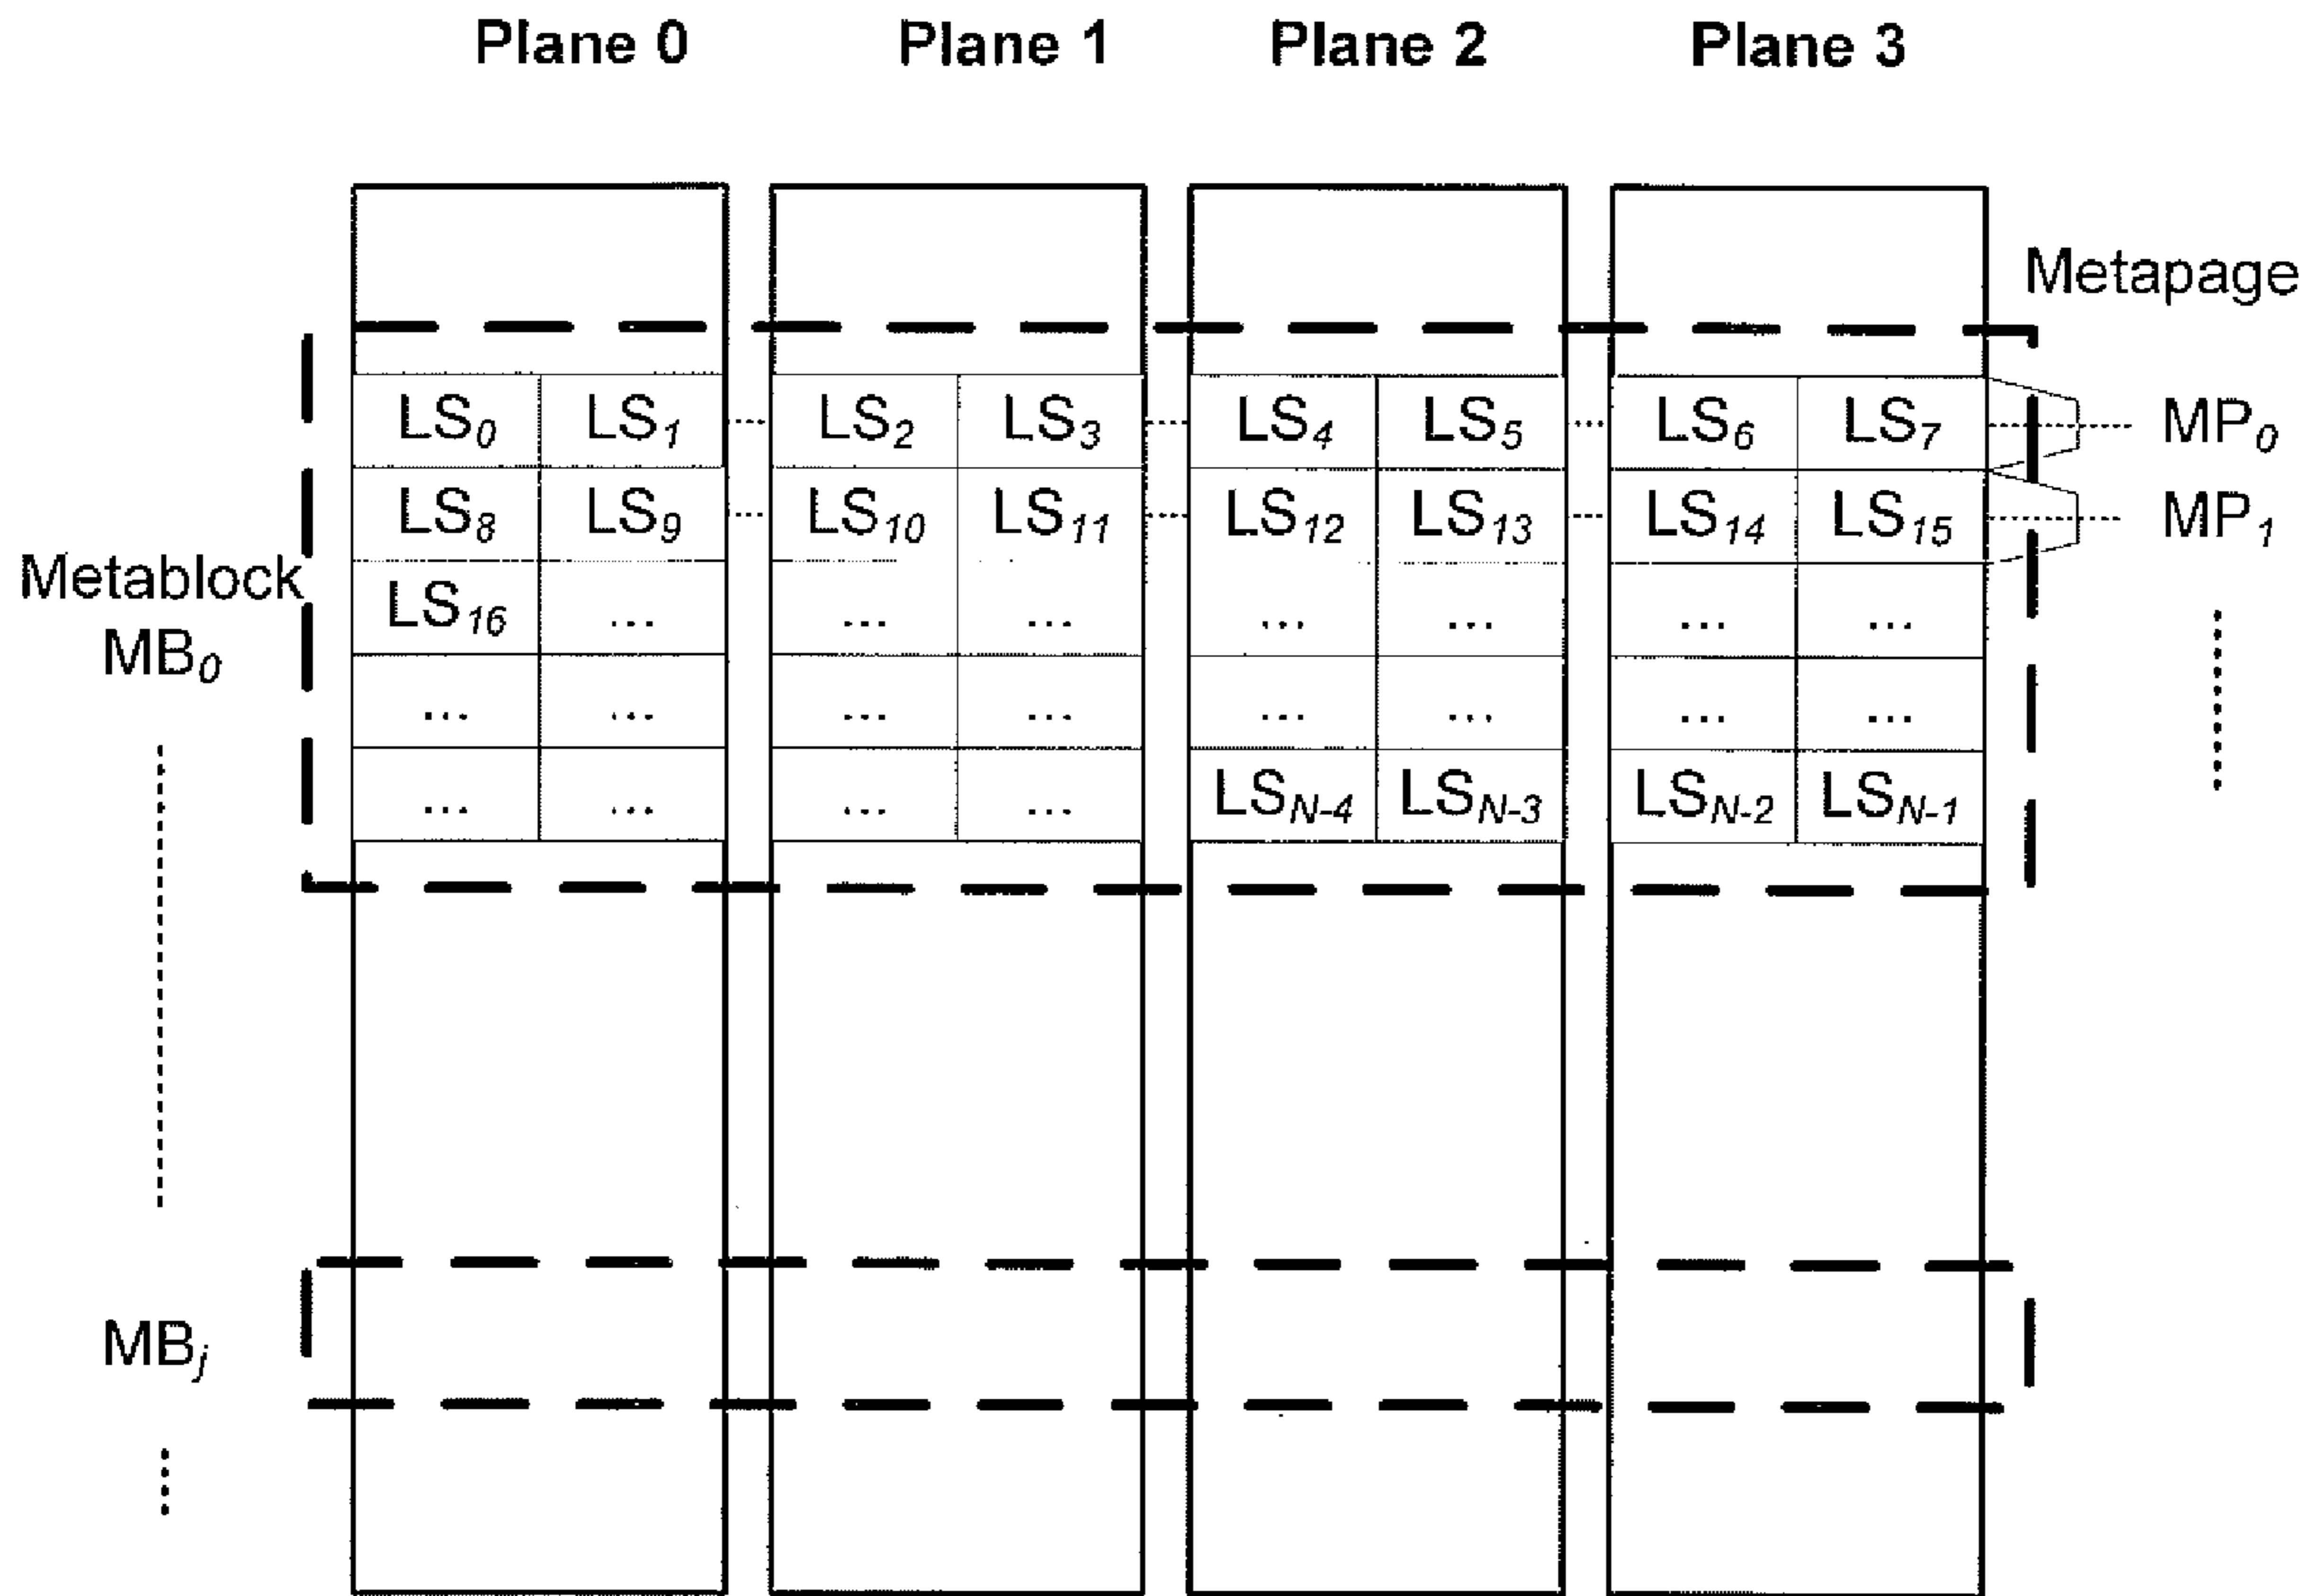 Plane 0 Plane 1 Plane 2 Plane 3
Metapage
LS0 LS1 ... LS2 LS3 ... LS4 LS5 ... LS6 LS7 MP0
LS8 LS9 ... LS10 LS11 ... LS12 LS13 ... LS14 LS15 MP1
Metablock
MB0
LS16 ... ... ... ... ... ... ...
... ... ... ... ... ... ... ...
... ... ... ... LSN-4 LSN-3 LSN-2 LSN-1
MBj